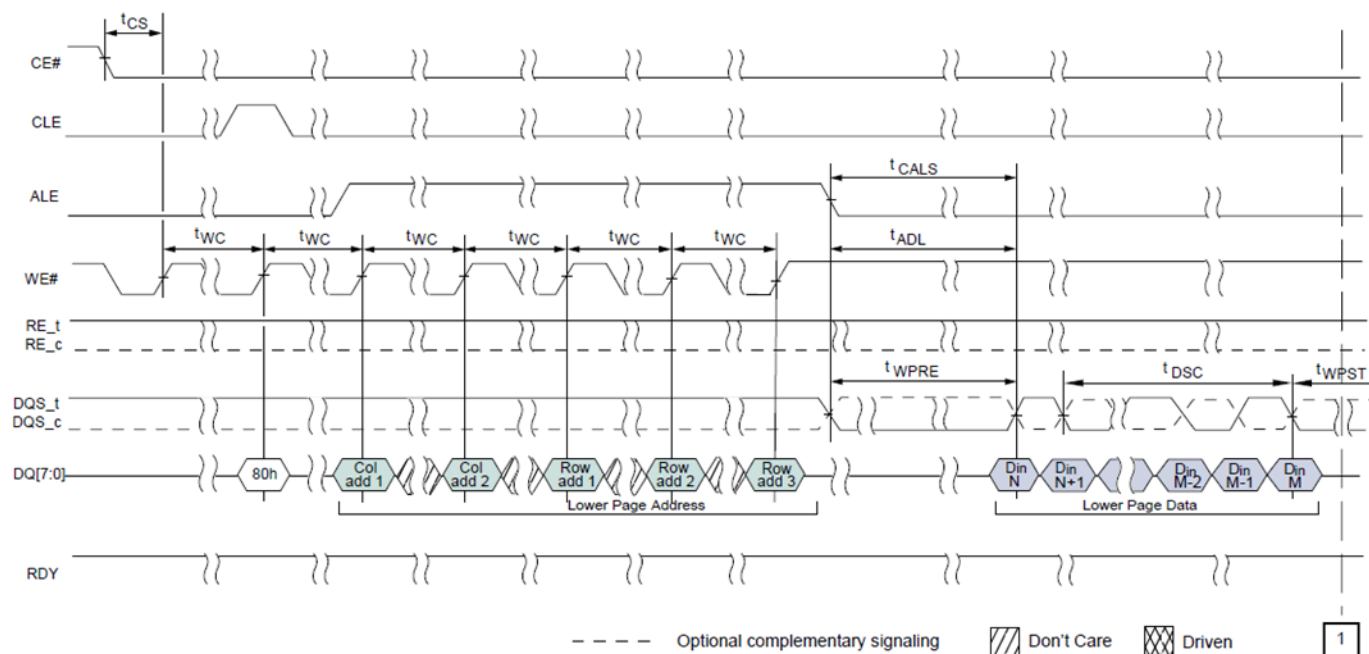 tCS
CE#
CLE
ALE
tCALS
tWC tWC tWC tWC tWC tWC
tADL
WE#
RE_t
RE_c
tWPRE
tDSC
tWPST
DQS_t
DQS_c
DQ[7:0]
80h
Col
add 1
Col
add 2
Row
add 1
Row
add 2
Row
add 3
Din
N
Din
N+1
Din
M-2
Din
M-1
Din
M
Lower Page Address
Lower Page Data
RDY
Optional complementary signaling
Don't Care
Driven
1